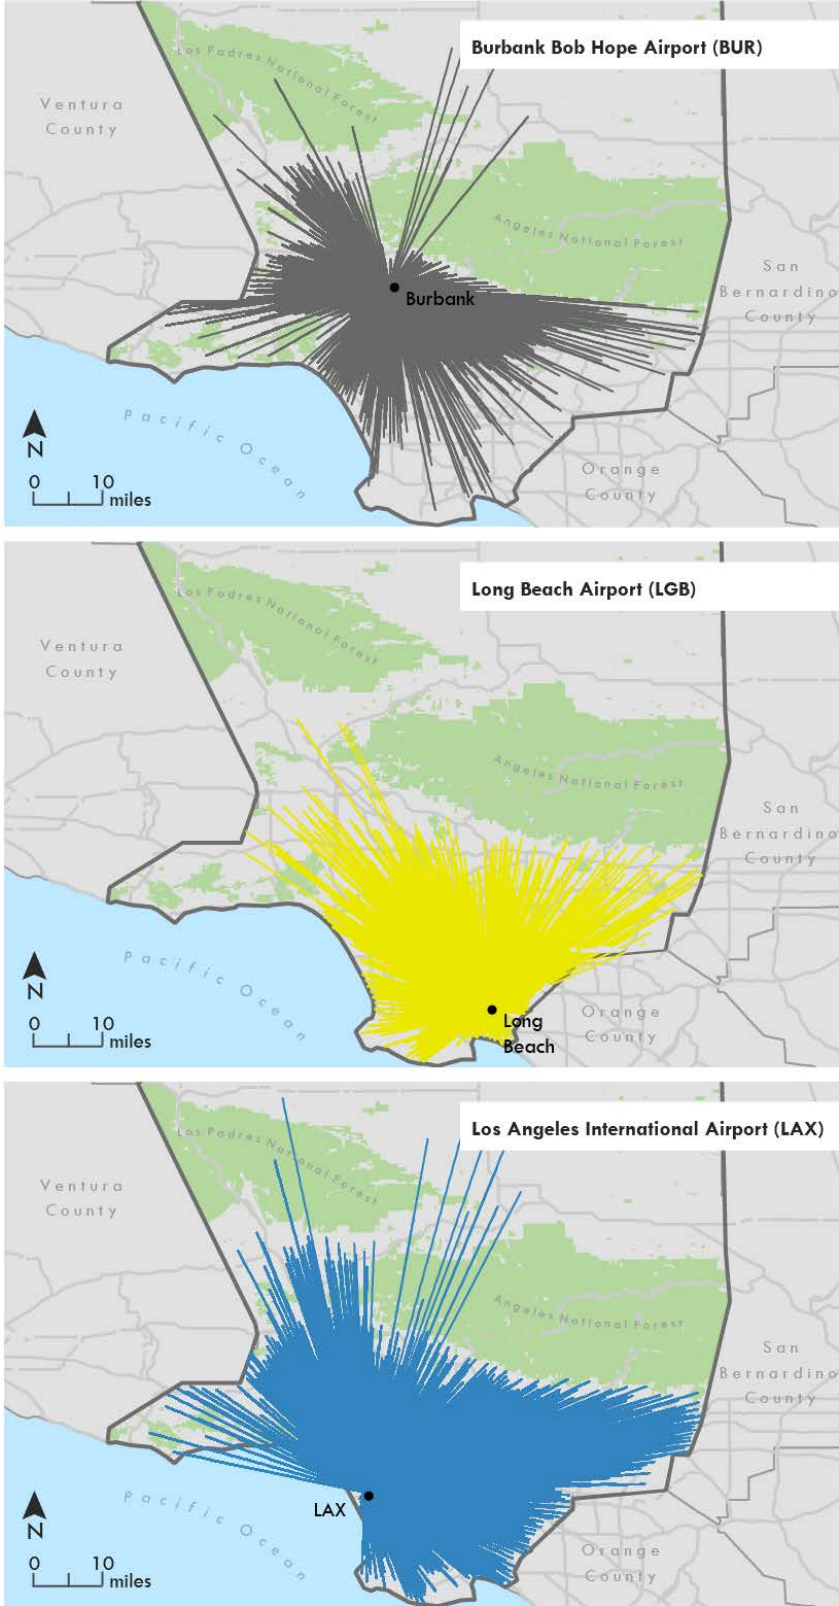 Burbank Bob Hope Airport (BUR)
Los Padres National Forest
Ventura
County
Angeles National Forest
San
Bernardino
County
Burbank
Pacific Ocean
N
0 10
miles
Orange
County
Long Beach Airport (LGB)
Los Padres National Forest
Ventura
County
Angeles National Forest
San
Bernardino
County
Pacific Ocean
N
0 10
miles
Long
Beach
Orange
County
Los Angeles International Airport (LAX)
Los Padres National Forest
Ventura
County
Angeles National Forest
San
Bernardino
County
LAX
Pacific Ocean
N
0 10
miles
Orange
County